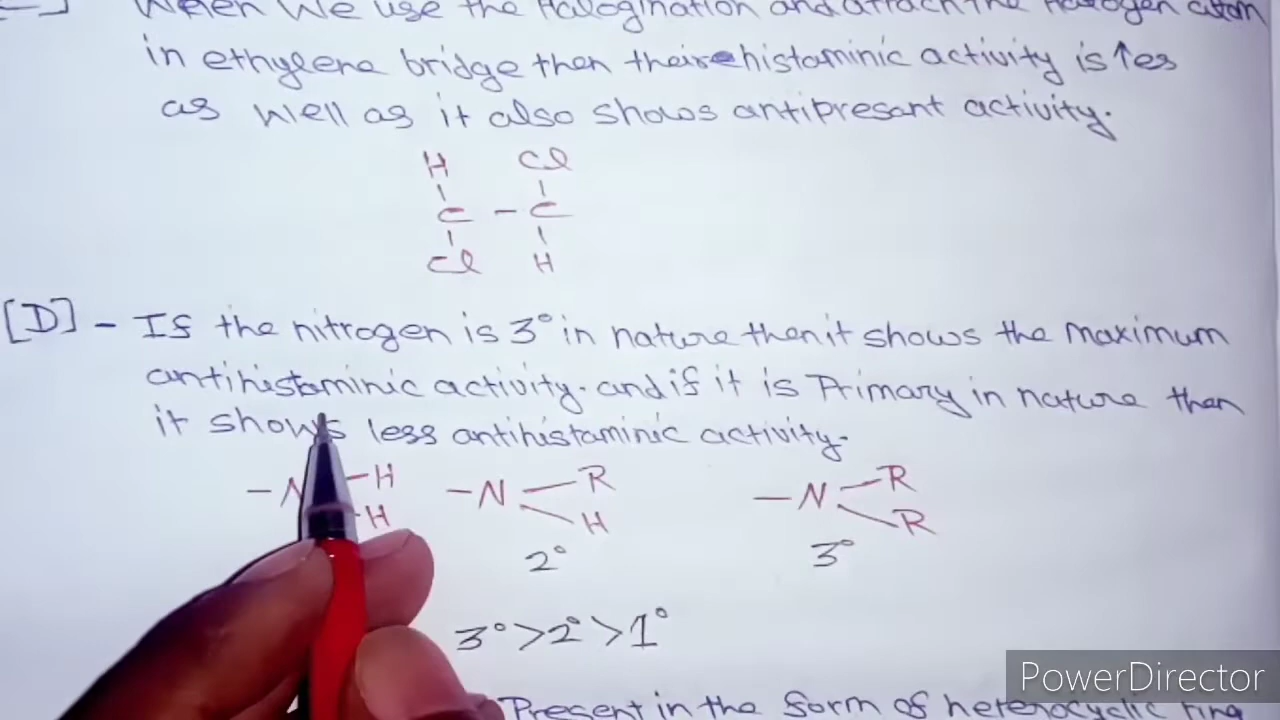 When We use the Halogination and attach the Halogen atom
in ethylene bridge then their histaminic activity is ↑es
as well as it also shows antipresant activity.
H Cl
C - C
Cl H
[D] - If the nitrogen is 3° in nature then it shows the maximum
antihistaminic activity. and if it is Primary in nature then
it shows less antihistaminic activity.
-N -H -N R -N R
H H R
2° 3°
3° > 2° > 1°
Present in the form of heterocyclic ring
PowerDirector